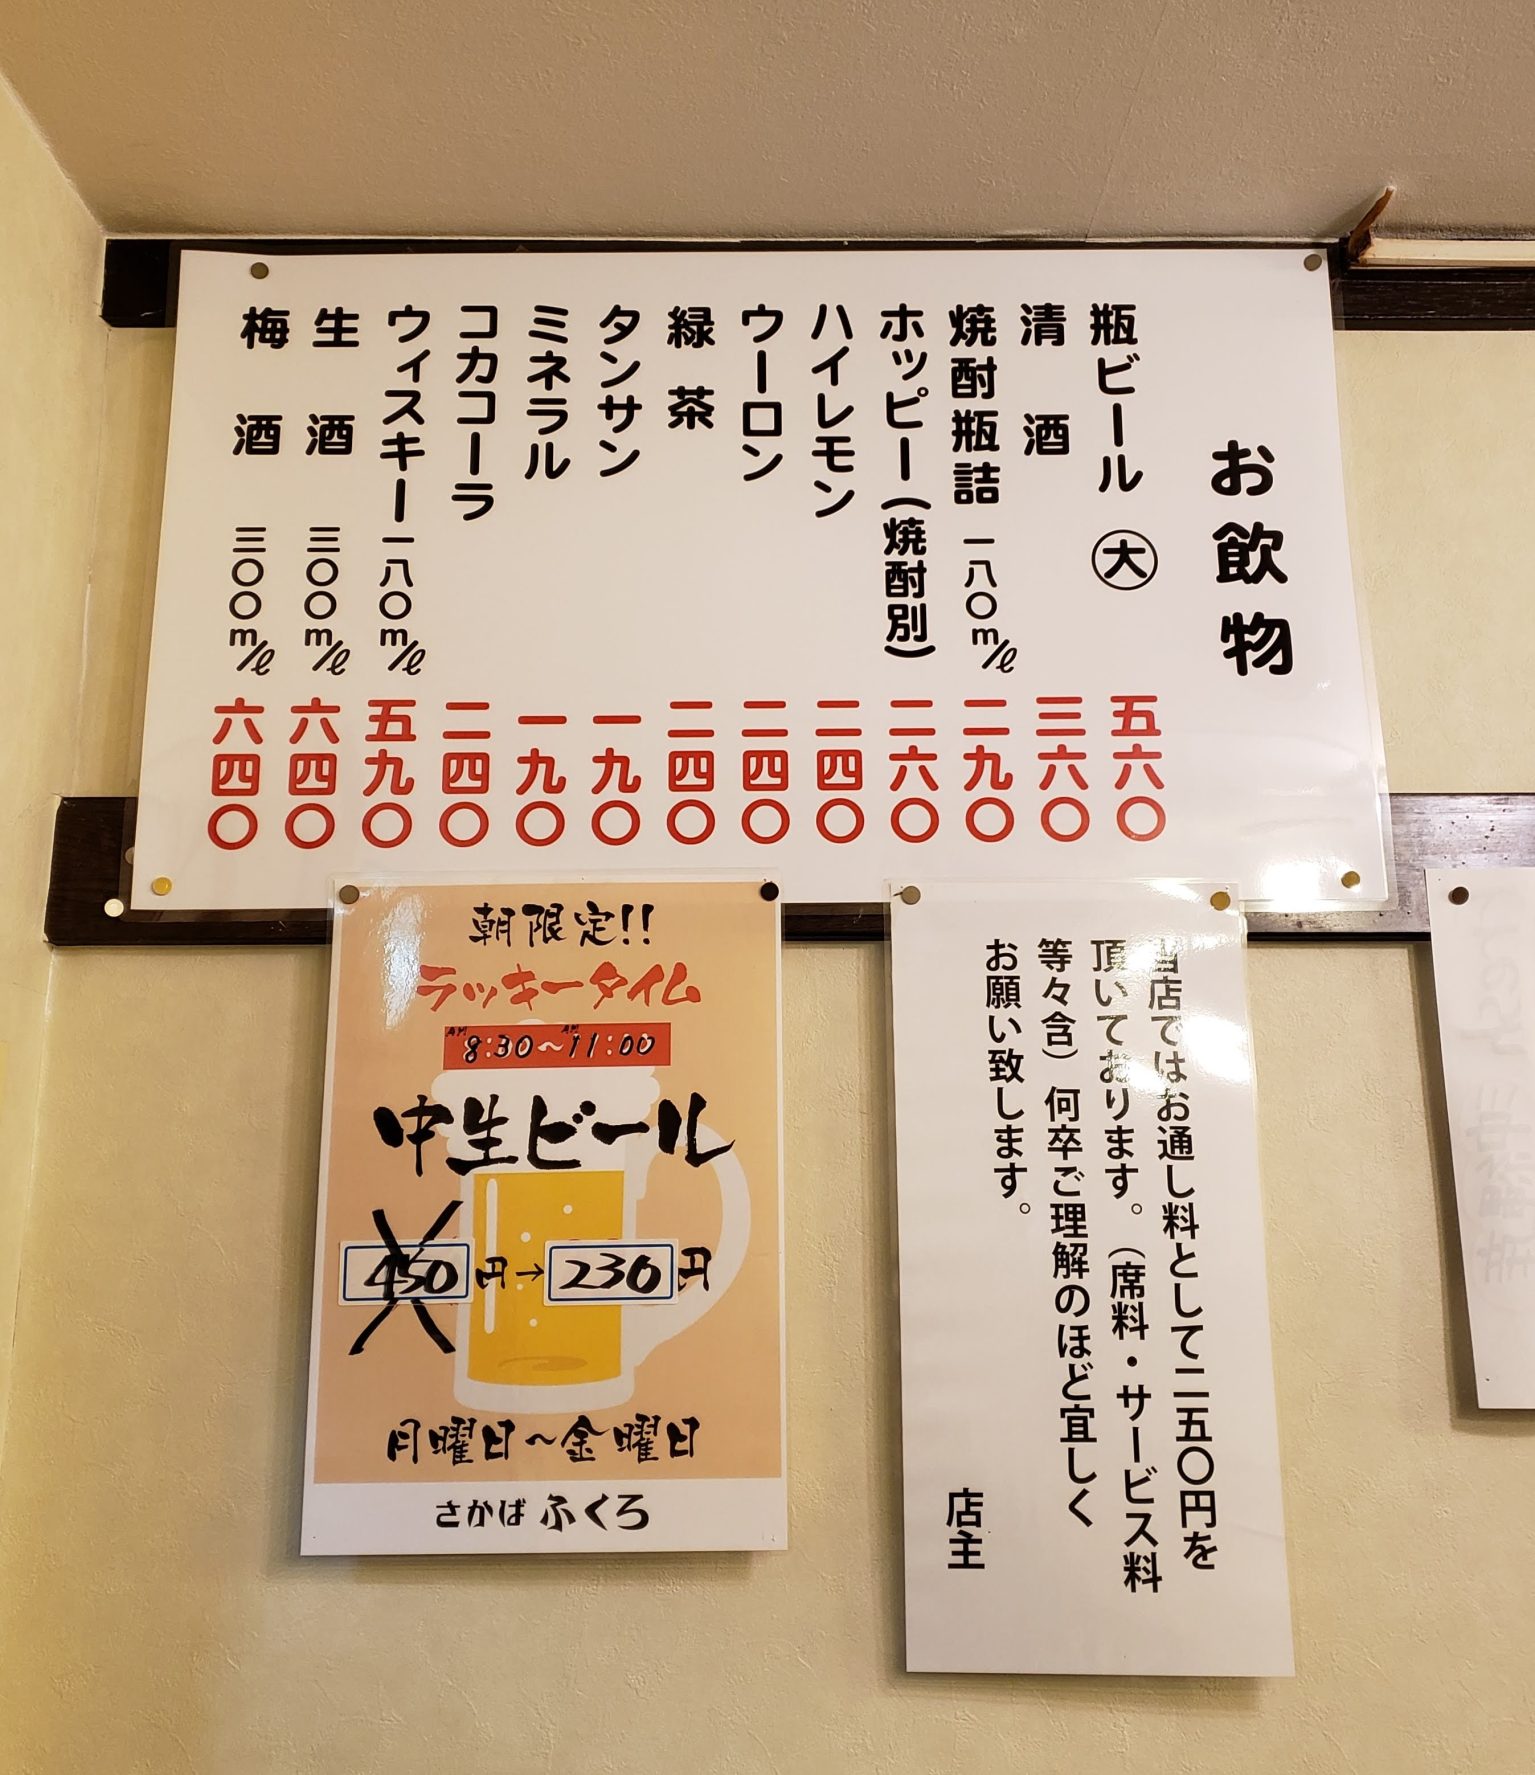 お飲物
瓶ビール ㊛ 五六〇
清酒 三六〇
焼酎瓶詰 一八〇㎖ 二九〇
ホッピー(焼酎別) 二六〇
ハイレモン 二四〇
ウーロン 二四〇
緑茶 二四〇
タンサン 一九〇
ミネラル 一九〇
コカコーラ 二四〇
ウィスキー 一八〇m/ℓ 五九〇
生酒 三〇〇m/ℓ 六四〇
梅酒 三〇〇m/ℓ 六四〇
朝限定!!
ラッキータイム
AM8:30～AM11:00
中生ビール
450円→230円
月曜日～金曜日
さかば ふくろ
当店ではお通し料として二五〇円を
頂いております。(席料・サービス料
等々含)何卒ご理解のほど宜しく
お願い致します。
店主